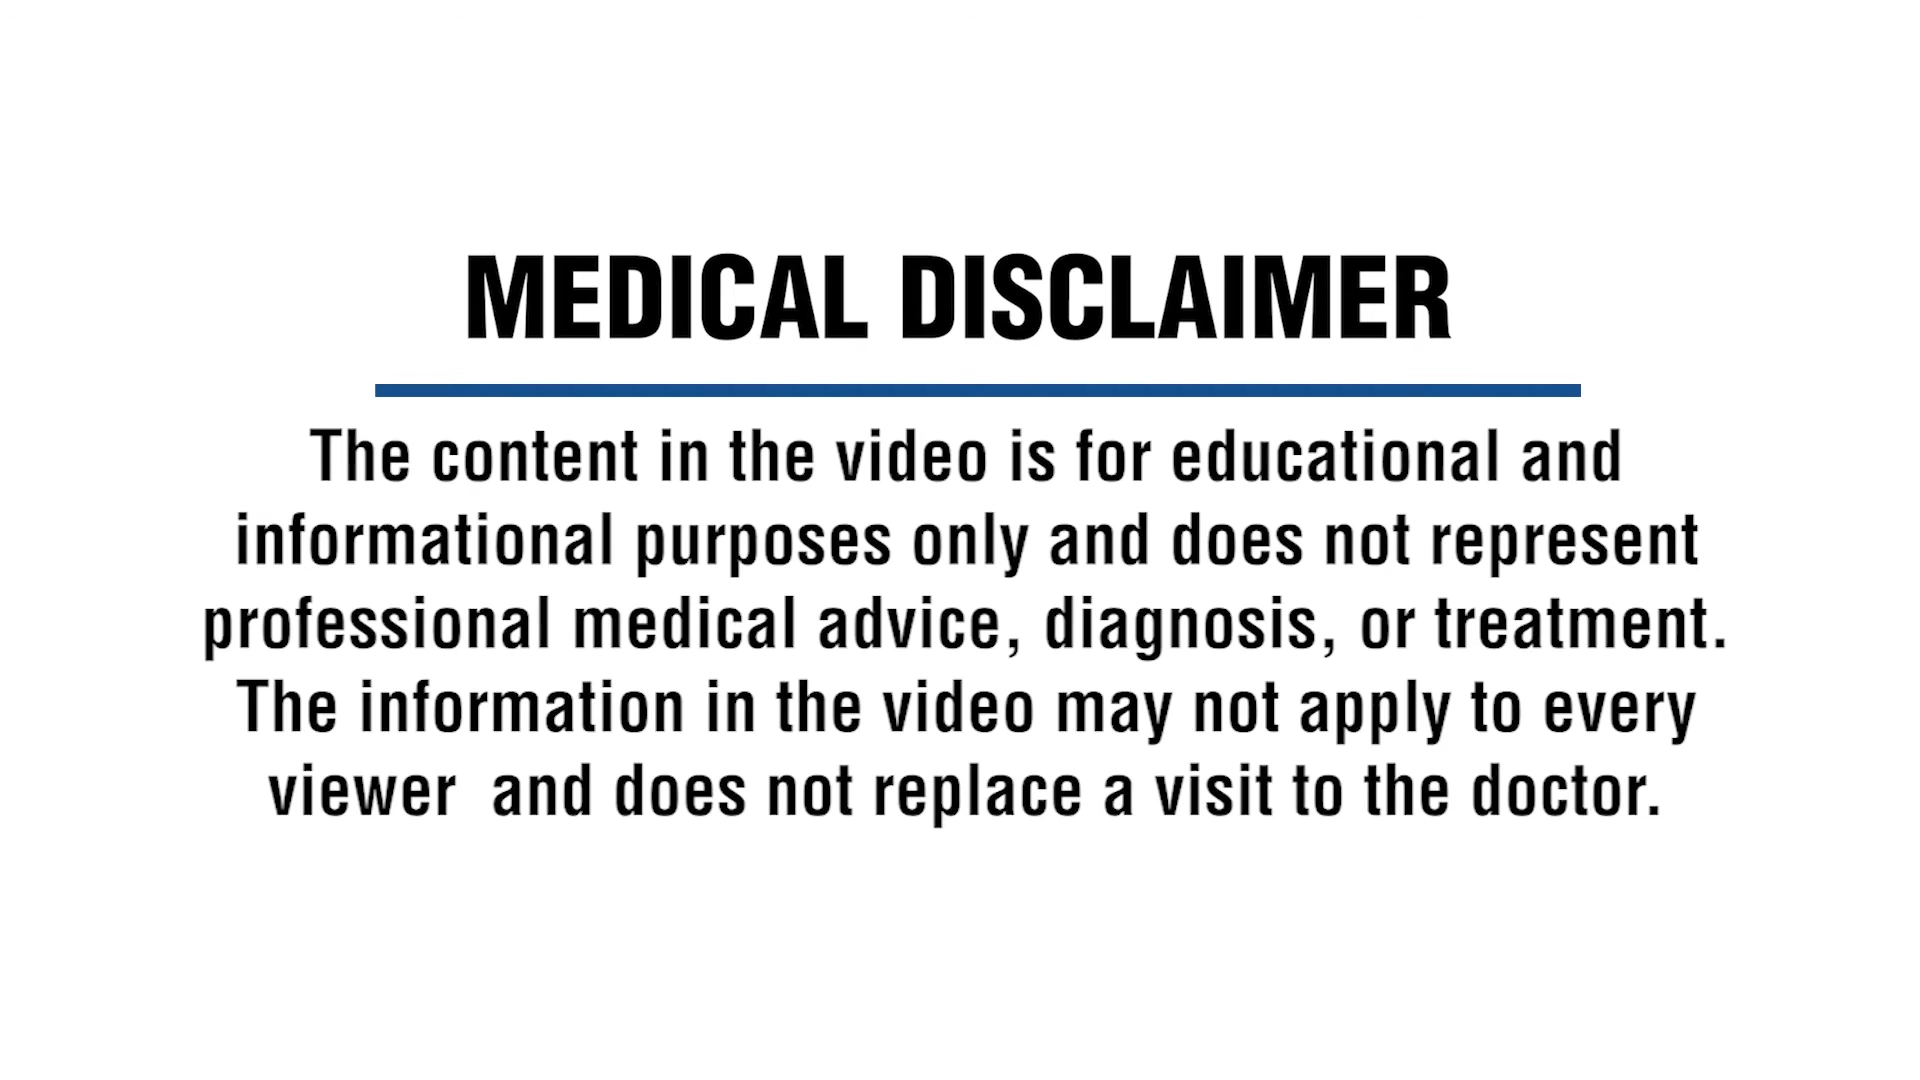 MEDICAL DISCLAIMER
The content in the video is for educational and
informational purposes only and does not represent
professional medical advice, diagnosis, or treatment.
The information in the video may not apply to every
viewer  and does not replace a visit to the doctor.